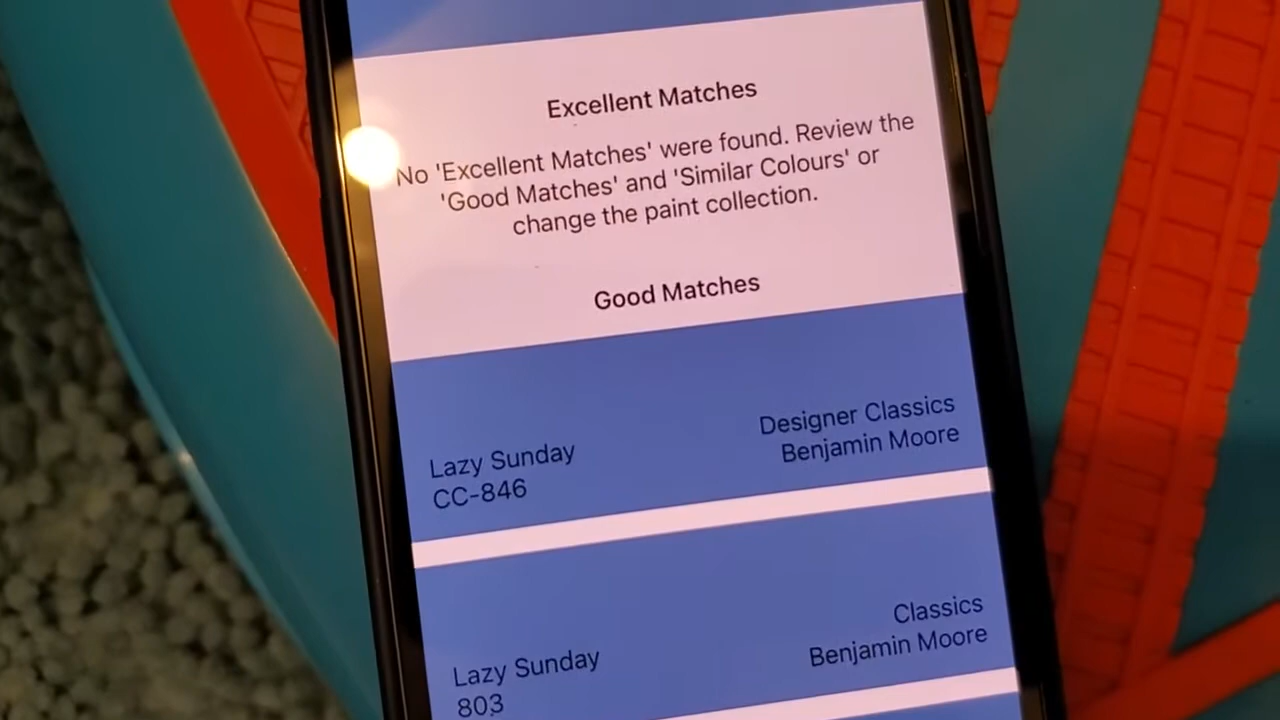 Excellent Matches
No 'Excellent Matches' were found. Review the
'Good Matches' and 'Similar Colours' or
change the paint collection.
Good Matches
Lazy Sunday
CC-846
Designer Classics
Benjamin Moore
Lazy Sunday
803
Classics
Benjamin Moore